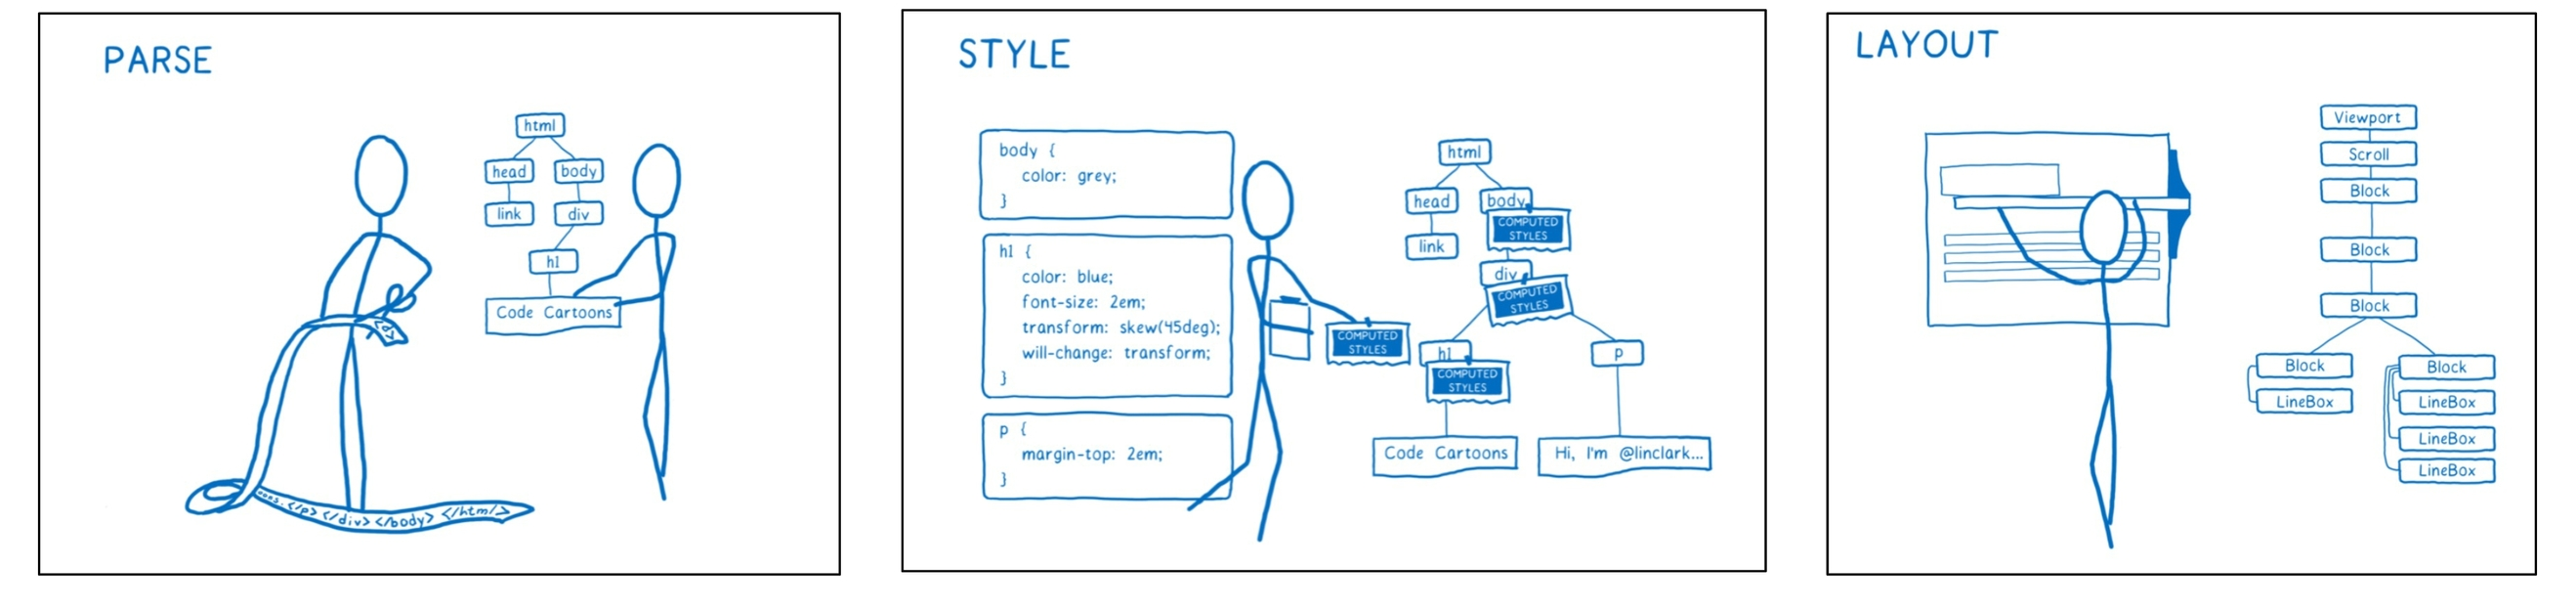 PARSE
html
head
body
link
div
h1
Code Cartoons
</p></div></body></html>
STYLE
body {
color: grey;
}
h1 {
color: blue;
font-size: 2em;
transform: skew(45deg);
will-change: transform;
}
p {
margin-top: 2em;
}
html
head
body
COMPUTED
STYLES
link
div
COMPUTED
STYLES
COMPUTED
STYLES
h1
p
COMPUTED
STYLES
Code Cartoons
Hi, I'm @linclark...
LAYOUT
Viewport
Scroll
Block
Block
Block
Block
Block
LineBox
LineBox
LineBox
LineBox